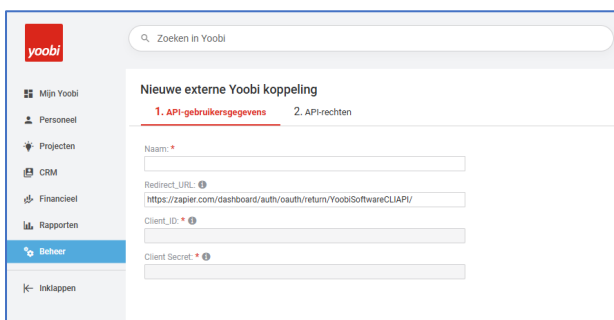 yoobi
Zoeken in Yoobi
Mijn Yoobi
Personeel
Projecten
CRM
Financieel
Rapporten
Beheer
Inklappen
Nieuwe externe Yoobi koppeling
1. API-gebruikersgegevens 2. API-rechten
Naam: *
Redirect_URL:
https://zapier.com/dashboard/auth/oauth/return/YoobiSoftwareCLIAPI/
Client_ID: *
Client Secret: *